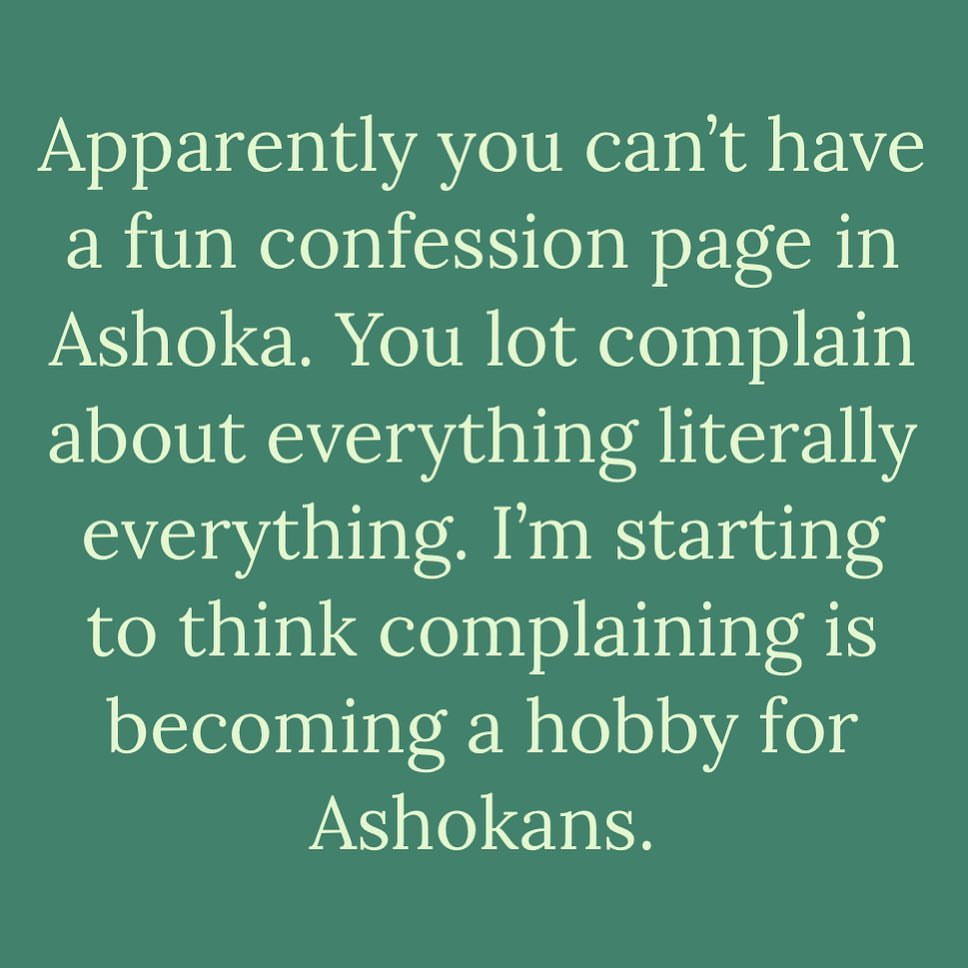 Apparently you can’t have
a fun confession page in
Ashoka. You lot complain
about everything literally
everything. I’m starting
to think complaining is
becoming a hobby for
Ashokans.